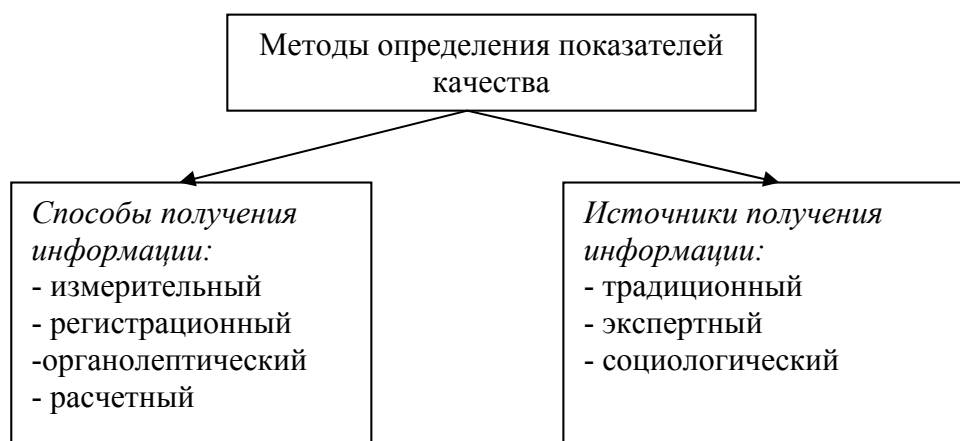 Методы определения показателей
качества
Способы получения
информации:
- измерительный
- регистрационный
-органолептический
- расчетный
Источники получения
информации:
- традиционный
- экспертный
- социологический